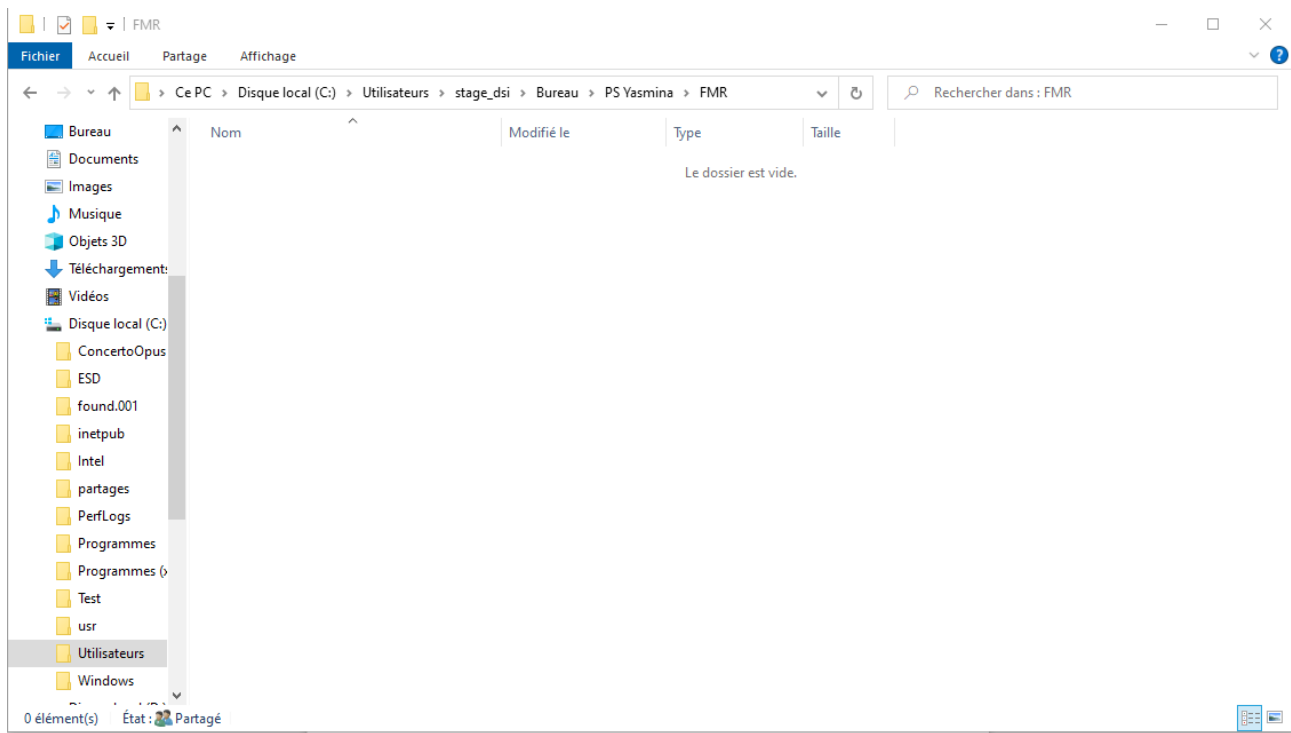 FMR
Fichier Accueil Partage Affichage
Ce PC > Disque local (C:) > Utilisateurs > stage_dsi > Bureau > PS Yasmina > FMR
Rechercher dans : FMR
Nom Modifié le Type Taille
Le dossier est vide.
Bureau
Documents
Images
Musique
Objets 3D
Téléchargements
Vidéos
Disque local (C:)
ConcertoOpus
ESD
found.001
inetpub
Intel
partages
PerfLogs
Programmes
Programmes (x
Test
usr
Utilisateurs
Windows
0 élément(s) État : Partagé